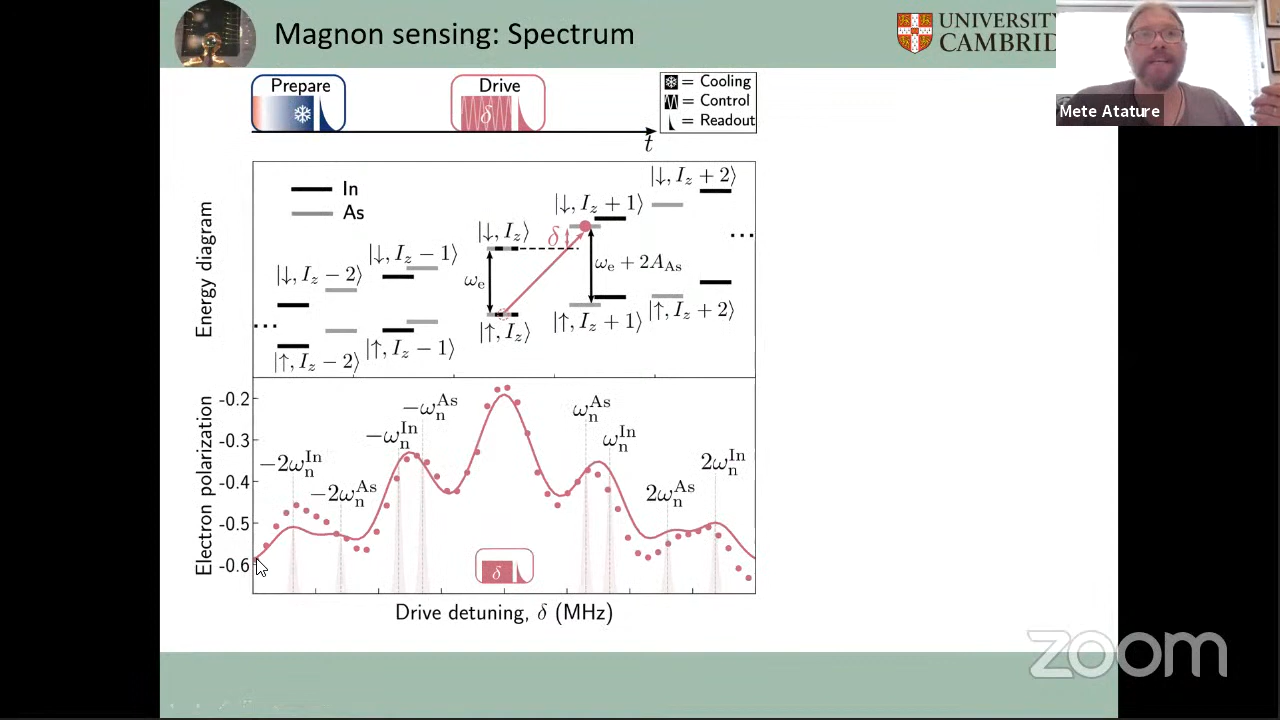 Magnon sensing: Spectrum
UNIVERSITY
CAMBRID
Mete Atature
Prepare
Drive
δ
= Cooling
= Control
= Readout
t
Energy diagram
In
As
|↓, I_z − 2⟩
|↓, I_z − 1⟩
|↓, I_z⟩
|↓, I_z + 1⟩
|↓, I_z + 2⟩
δ
ω_e
ω_e + 2A_As
...
...
|↑, I_z − 2⟩
|↑, I_z − 1⟩
|↑, I_z⟩
|↑, I_z + 1⟩
|↑, I_z + 2⟩
Electron polarization
-0.2
-0.3
-0.4
-0.5
-0.6
−2ω_n^In
−2ω_n^As
−ω_n^In
−ω_n^As
ω_n^As
ω_n^In
2ω_n^As
2ω_n^In
δ
Drive detuning, δ (MHz)
zoom